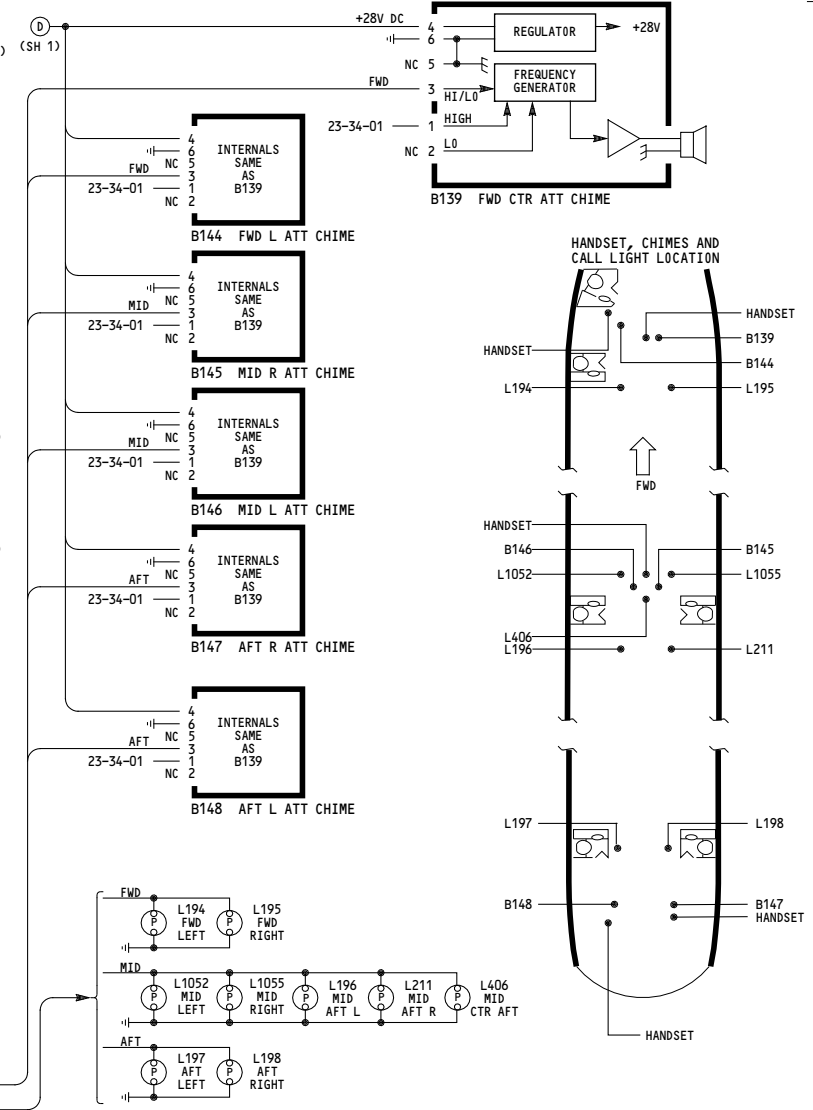 D
(SH 1)
)
+28V DC
4
6
NC 5
FWD
3
HI/LO
23-34-01
1
HIGH
NC 2
LO
REGULATOR
+28V
FREQUENCY
GENERATOR
B139 FWD CTR ATT CHIME
4
6
NC 5
FWD
3
23-34-01
1
NC 2
INTERNALS
SAME
AS
B139
B144 FWD L ATT CHIME
4
6
NC 5
MID
3
23-34-01
1
NC 2
INTERNALS
SAME
AS
B139
B145 MID R ATT CHIME
4
6
NC 5
MID
3
23-34-01
1
NC 2
INTERNALS
SAME
AS
B139
B146 MID L ATT CHIME
4
6
NC 5
AFT
3
23-34-01
1
NC 2
INTERNALS
SAME
AS
B139
B147 AFT R ATT CHIME
4
6
NC 5
AFT
3
23-34-01
1
NC 2
INTERNALS
SAME
AS
B139
B148 AFT L ATT CHIME
HANDSET, CHIMES AND
CALL LIGHT LOCATION
HANDSET
B139
HANDSET
B144
L194
L195
FWD
HANDSET
B146
B145
L1052
L1055
L406
L196
L211
L197
L198
B148
B147
HANDSET
HANDSET
FWD
P
L194
FWD
LEFT
P
L195
FWD
RIGHT
MID
P
L1052
MID
LEFT
P
L1055
MID
RIGHT
P
L196
MID
AFT L
P
L211
MID
AFT R
P
L406
MID
CTR AFT
AFT
P
L197
AFT
LEFT
P
L198
AFT
RIGHT